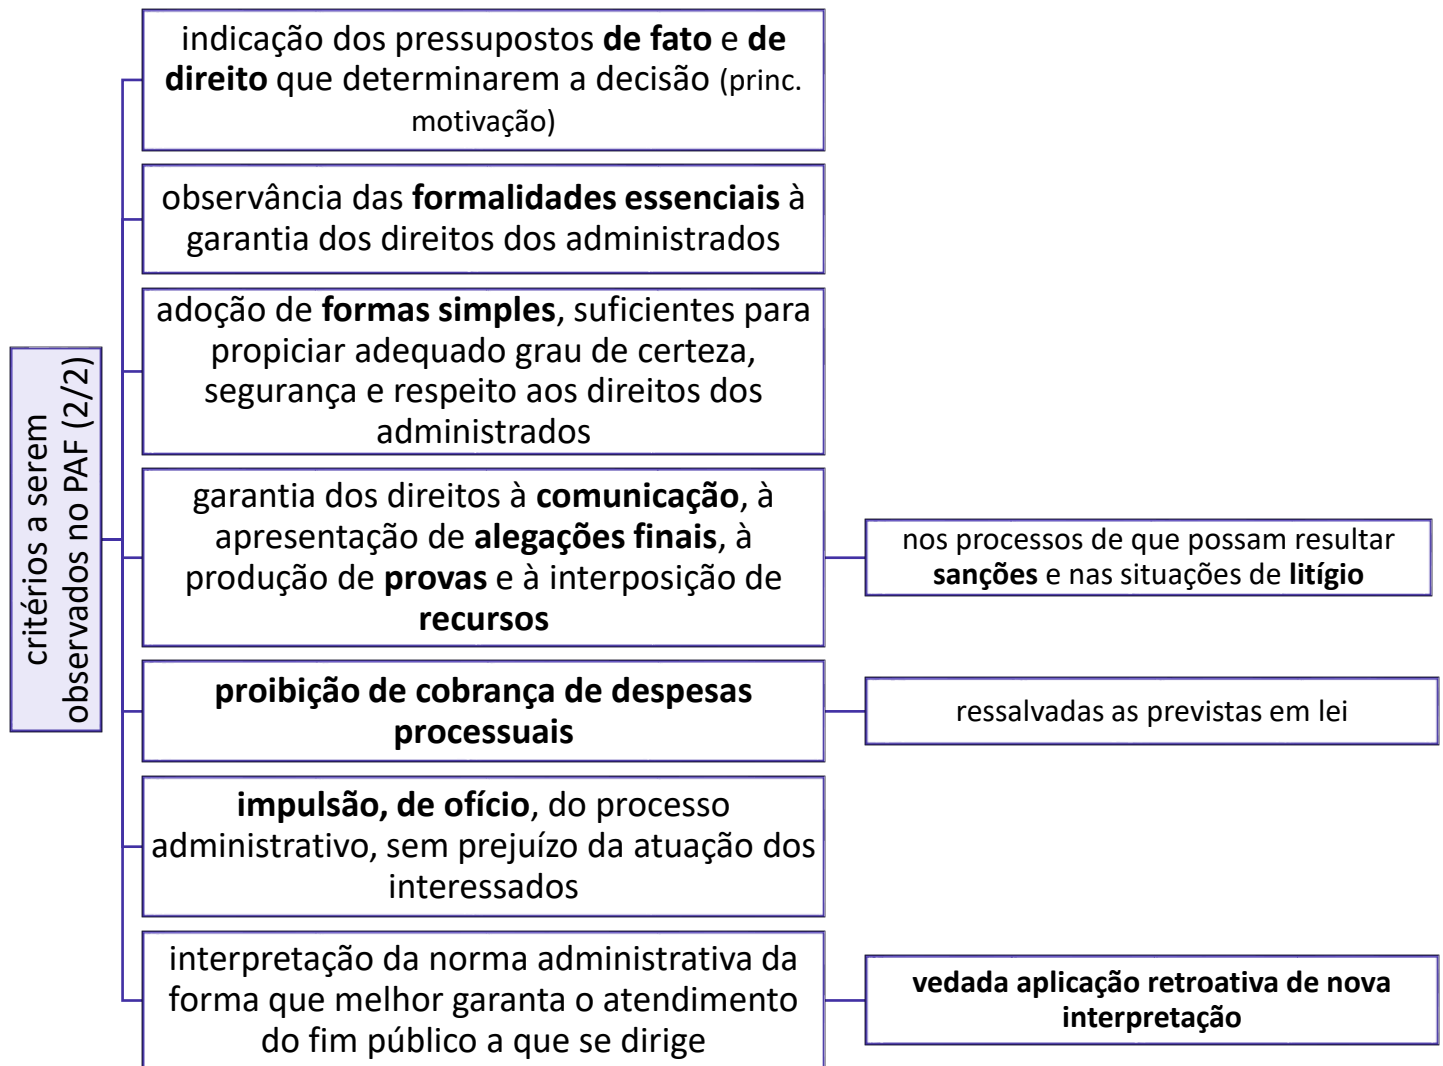 critérios a serem
observados no PAF (2/2)
indicação dos pressupostos de fato e de
direito que determinarem a decisão (princ.
motivação)
observância das formalidades essenciais à
garantia dos direitos dos administrados
adoção de formas simples, suficientes para
propiciar adequado grau de certeza,
segurança e respeito aos direitos dos
administrados
garantia dos direitos à comunicação, à
apresentação de alegações finais, à
produção de provas e à interposição de
recursos
nos processos de que possam resultar
sanções e nas situações de litígio
proibição de cobrança de despesas
processuais
ressalvadas as previstas em lei
impulsão, de ofício, do processo
administrativo, sem prejuízo da atuação dos
interessados
interpretação da norma administrativa da
forma que melhor garanta o atendimento
do fim público a que se dirige
vedada aplicação retroativa de nova
interpretação